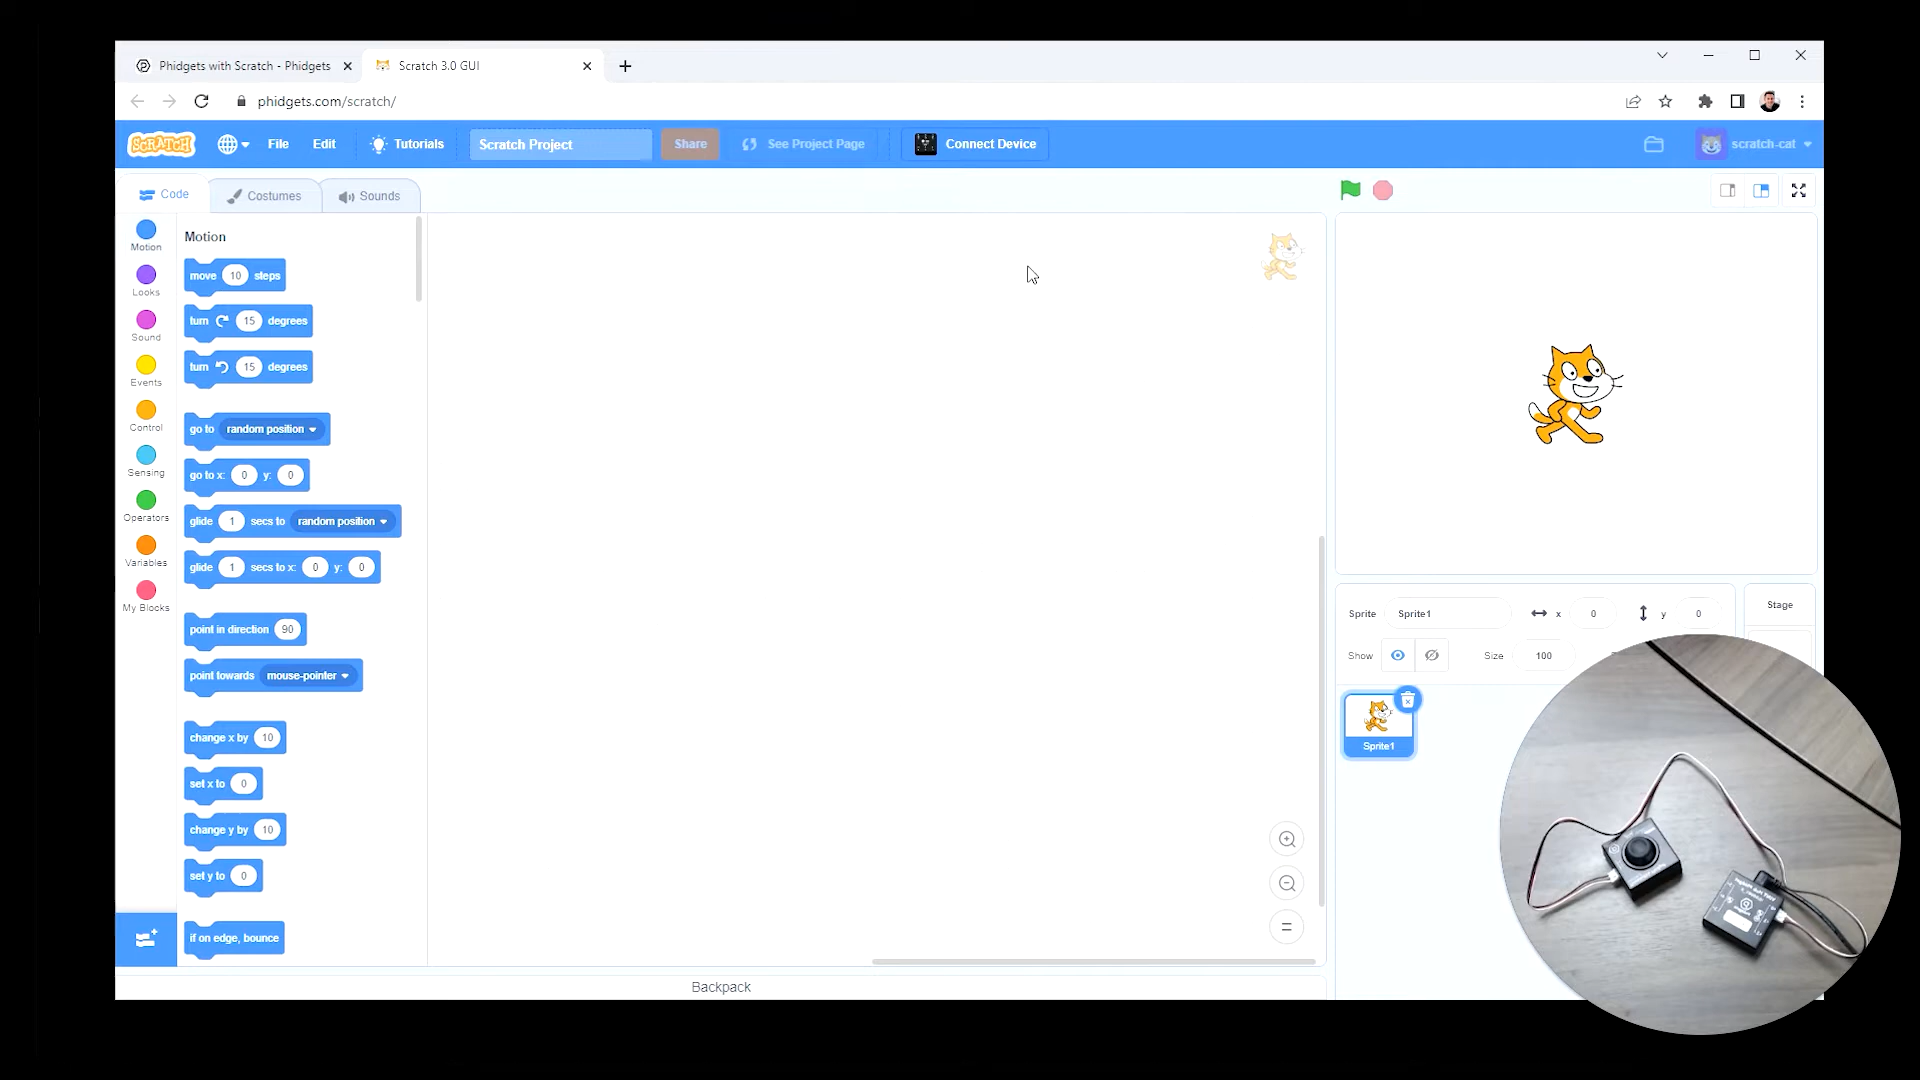 Phidgets with Scratch - Phidgets
Scratch 3.0 GUI
phidgets.com/scratch/
SCRATCH
File
Edit
Tutorials
Scratch Project
Share
See Project Page
Connect Device
scratch-cat
Code
Costumes
Sounds
Motion
Looks
Sound
Events
Control
Sensing
Operators
Variables
My Blocks
Motion
move 10 steps
turn 15 degrees
turn 15 degrees
go to random position
go to x: 0 y: 0
glide 1 secs to random position
glide 1 secs to x: 0 y: 0
point in direction 90
point towards mouse-pointer
change x by 10
set x to 0
change y by 10
set y to 0
if on edge, bounce
Backpack
Sprite Sprite1 x 0 y 0
Show Size 100
Stage
Sprite1